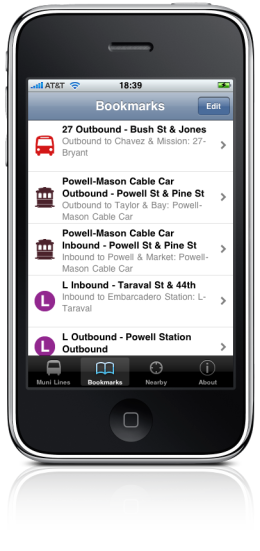 AT&T 18:39
Bookmarks Edit
27 Outbound - Bush St & Jones
Outbound to Chavez & Mission: 27-
Bryant
Powell-Mason Cable Car
Outbound - Powell St & Pine St
Outbound to Taylor & Bay: Powell-
Mason Cable Car
Powell-Mason Cable Car
Inbound - Powell St & Pine St
Inbound to Powell & Market: Powell-
Mason Cable Car
L Inbound - Taraval St & 44th
L Inbound to Embarcadero Station: L-
Taraval
L Outbound - Powell Station
L Outbound
Muni Lines Bookmarks Nearby About